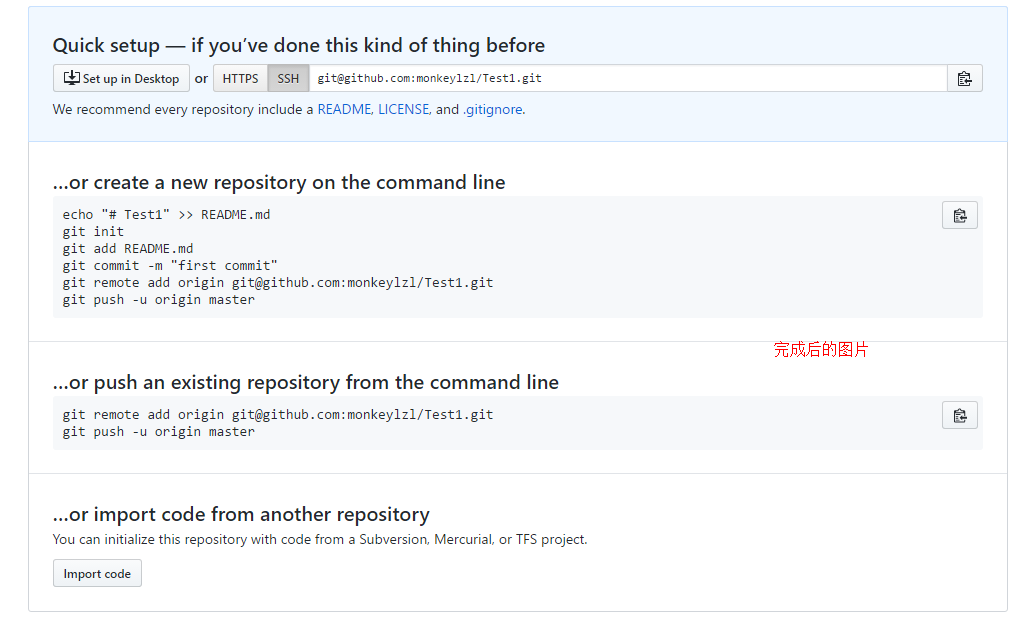 Quick setup — if you've done this kind of thing before
Set up in Desktop or HTTPS SSH git@github.com:monkeylzl/Test1.git
We recommend every repository include a README, LICENSE, and .gitignore.
…or create a new repository on the command line
echo "# Test1" >> README.md
git init
git add README.md
git commit -m "first commit"
git remote add origin git@github.com:monkeylzl/Test1.git
git push -u origin master
完成后的图片
…or push an existing repository from the command line
git remote add origin git@github.com:monkeylzl/Test1.git
git push -u origin master
…or import code from another repository
You can initialize this repository with code from a Subversion, Mercurial, or TFS project.
Import code